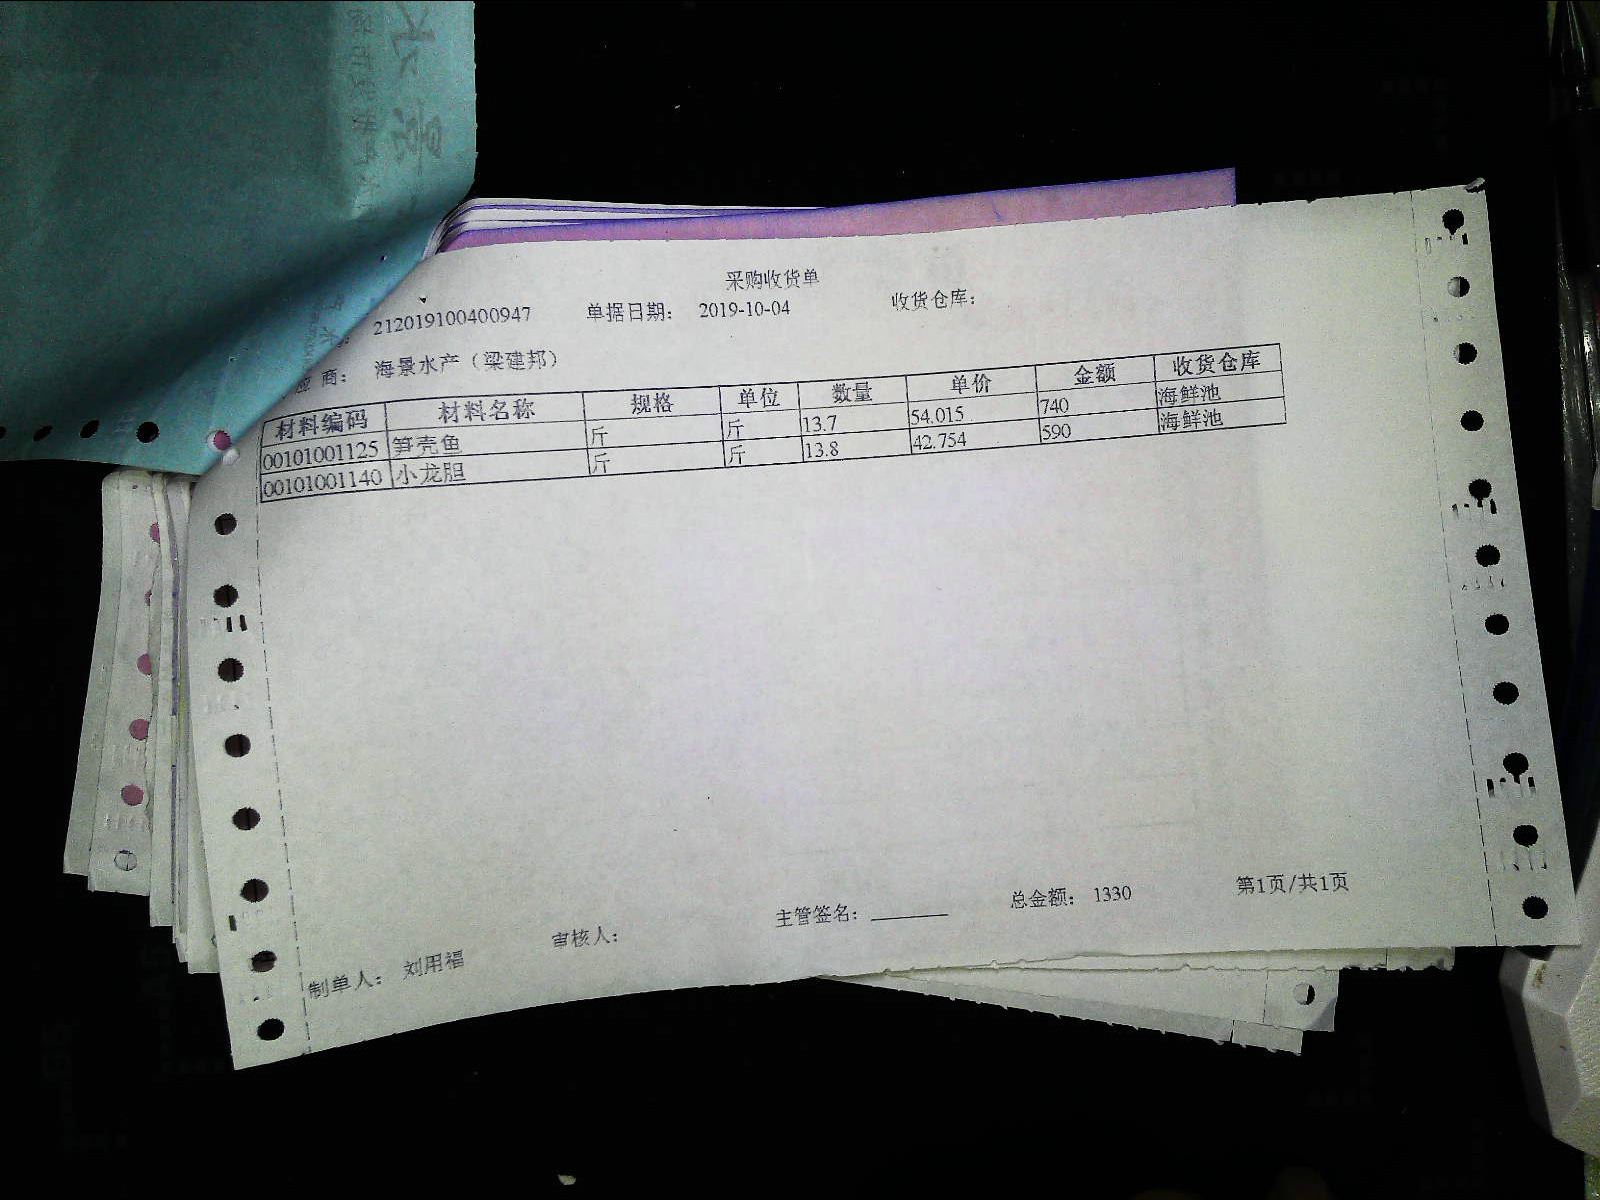 采购收货单
212019100400947 单据日期： 2019-10-04 收货仓库：
应 商： 海景水产（梁建邦）
材料编码 材料名称 规格 单位 数量 单价 金额 收货仓库
00101001125 笋壳鱼 斤 斤 13.7 54.015 740 海鲜池
00101001140 小龙胆 斤 斤 13.8 42.754 590 海鲜池
制单人： 刘用福 审核人： 主管签名： 总金额： 1330 第1页/共1页